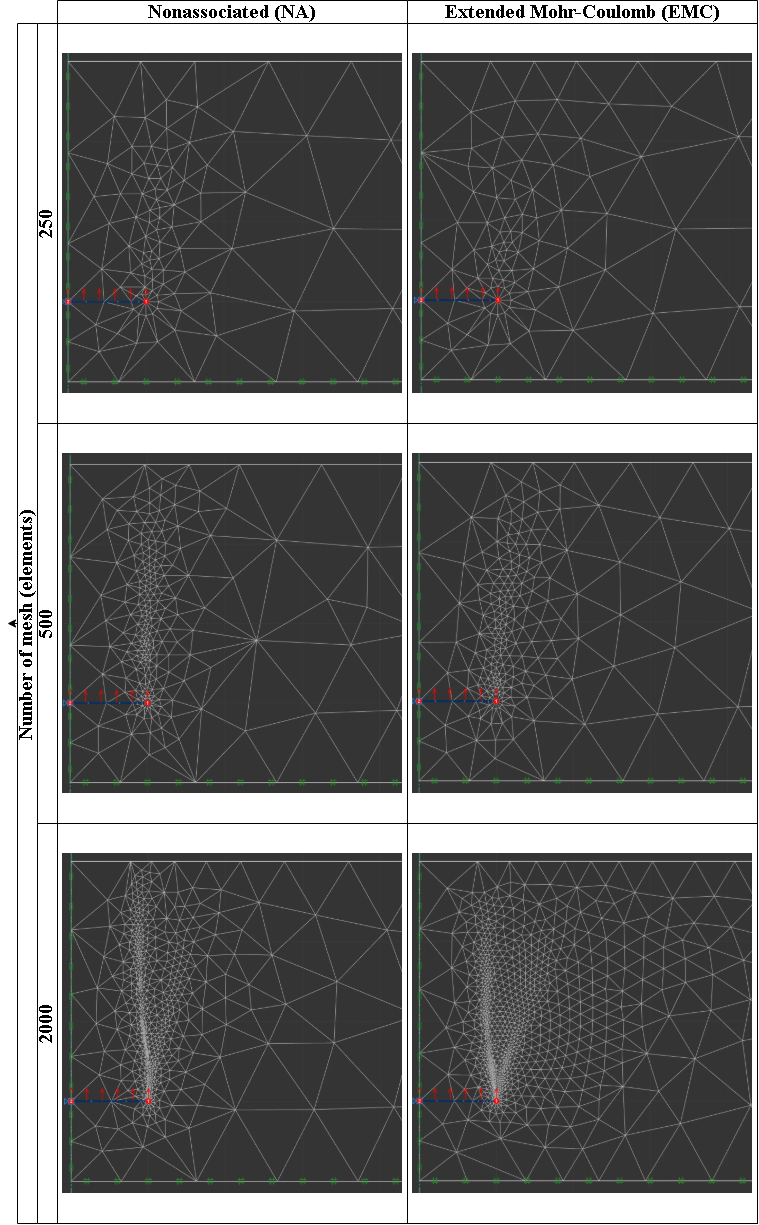 Nonassociated (NA)
Extended Mohr-Coulomb (EMC)
Number of mesh (elements)
250
500
2000